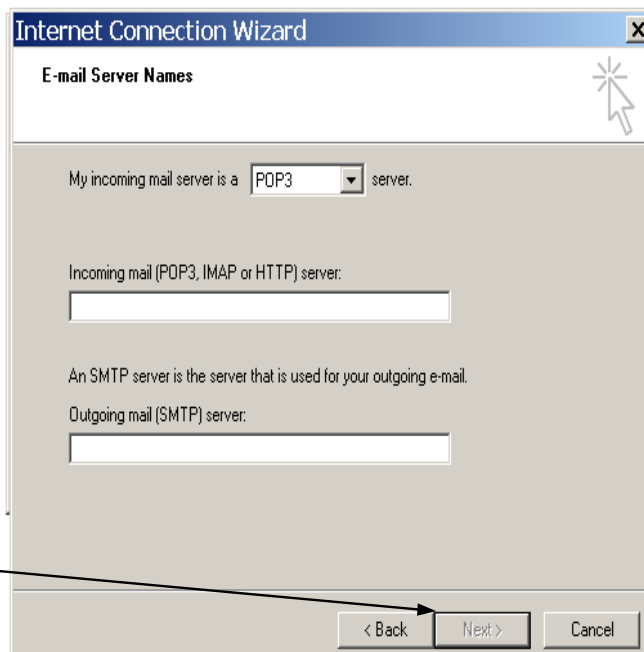 Internet Connection Wizard
E-mail Server Names
My incoming mail server is a POP3 server.
Incoming mail (POP3, IMAP or HTTP) server:
An SMTP server is the server that is used for your outgoing e-mail.
Outgoing mail (SMTP) server:
< Back Next > Cancel